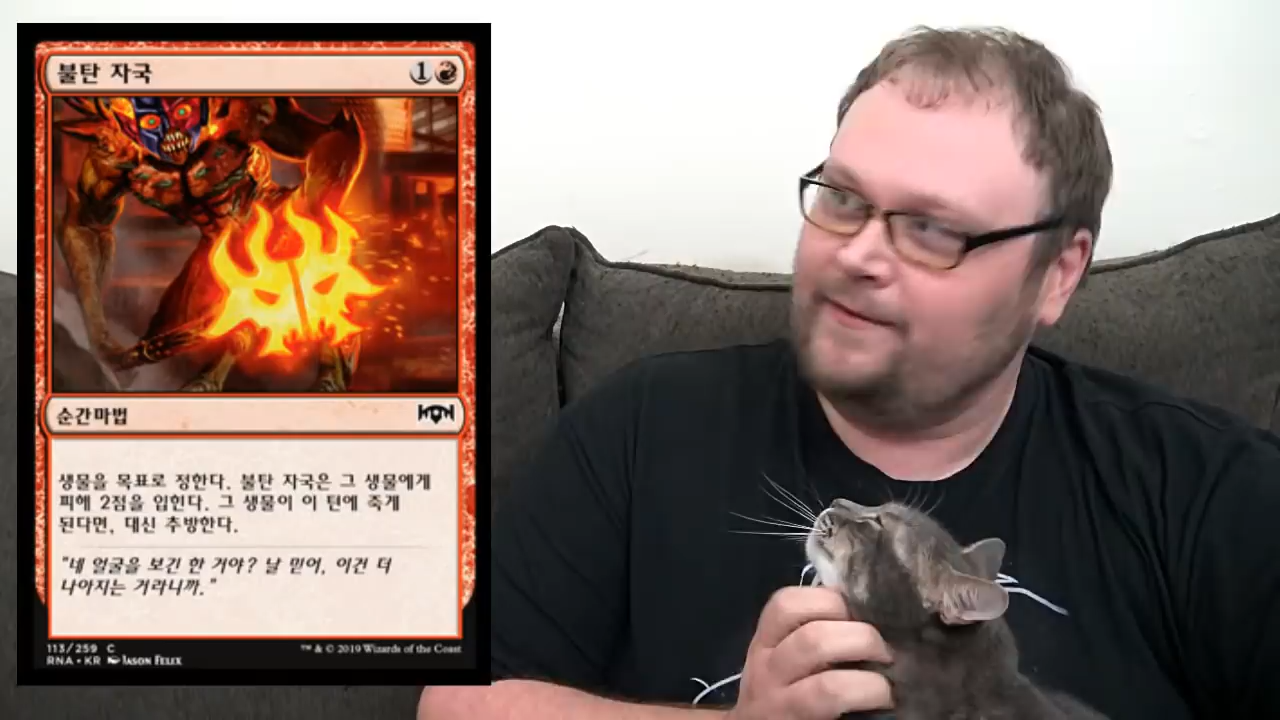 불탄 자국
1
순간마법
생물을 목표로 정한다. 불탄 자국은 그 생물에게
피해 2점을 입힌다. 그 생물이 이 턴에 죽게
된다면, 대신 추방한다.
"네 얼굴을 보긴 한 거야? 날 믿어, 이건 더
나아지는 거라니까."
113/259 C
RNA • KR Jason Felix
™ & © 2019 Wizards of the Coast